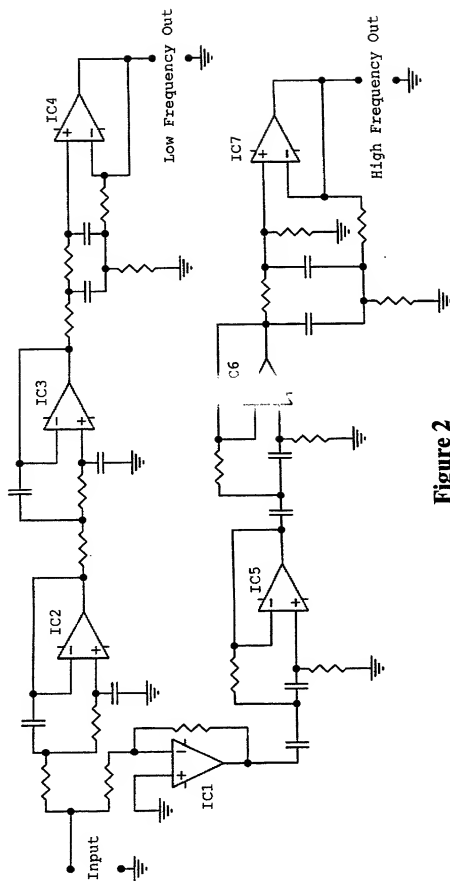 Input
IC1
IC2
IC3
IC4
Low Frequency Out
IC5
C6
IC7
High Frequency Out
Figure 2